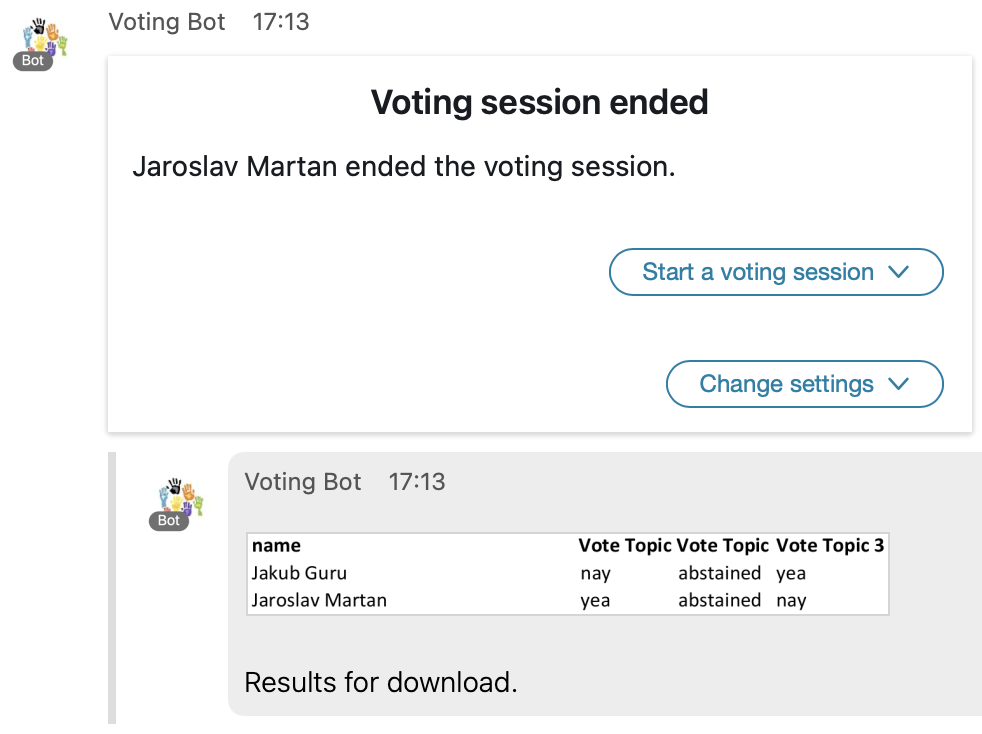 Voting Bot 17:13
Bot
Voting session ended
Jaroslav Martan ended the voting session.
Start a voting session
Change settings
Voting Bot 17:13
Bot
name Vote Topic Vote Topic Vote Topic 3
Jakub Guru nay abstained yea
Jaroslav Martan yea abstained nay
Results for download.